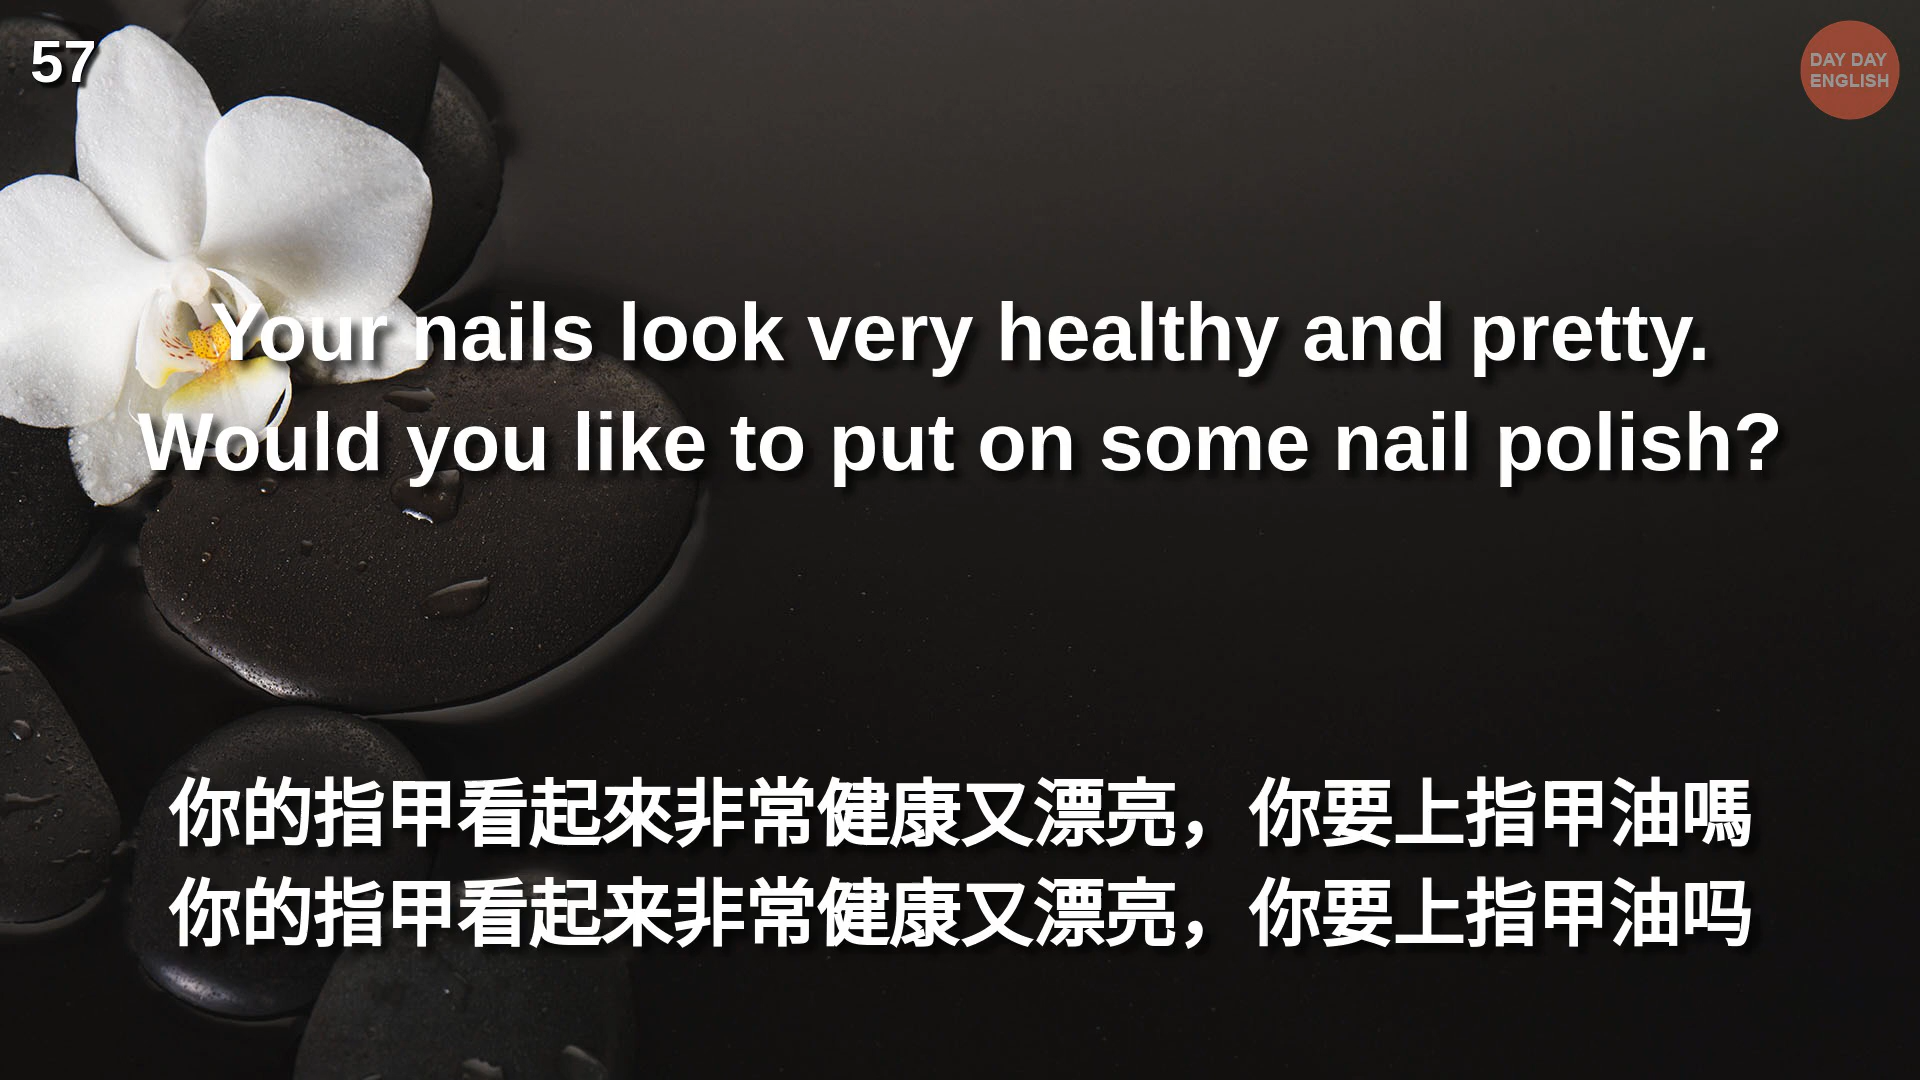 57
DAY DAY
ENGLISH
Your nails look very healthy and pretty.
Would you like to put on some nail polish?
你的指甲看起來非常健康又漂亮，你要上指甲油嗎
你的指甲看起来非常健康又漂亮，你要上指甲油吗